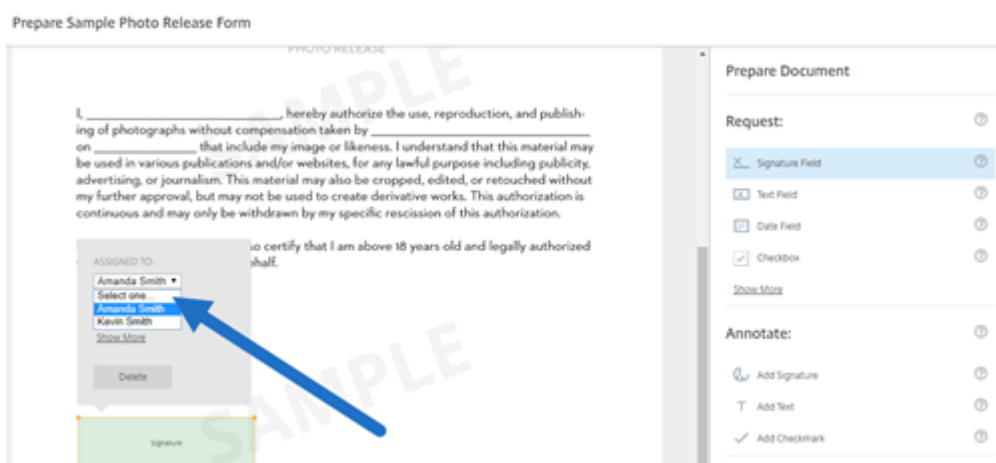 Prepare Sample Photo Release Form
PHOTO RELEASE
I, ____________________, hereby authorize the use, reproduction, and publish-
ing of photographs without compensation taken by ____________________
on ____________ that include my image or likeness. I understand that this material may
be used in various publications and/or websites, for any lawful purpose including publicity,
advertising, or journalism. This material may also be cropped, edited, or retouched without
my further approval, but may not be used to create derivative works. This authorization is
continuous and may only be withdrawn by my specific rescission of this authorization.
so certify that I am above 18 years old and legally authorized
ehalf.
SAMPLE
SAMPLE
ASSIGNED TO:
Amanda Smith
Select one...
Amanda Smith
Kevin Smith
Show More
Delete
Signature
Prepare Document
Request:
Signature Field
Text Field
Date Field
Checkbox
Show More
Annotate:
Add Signature
Add Text
Add Checkmark